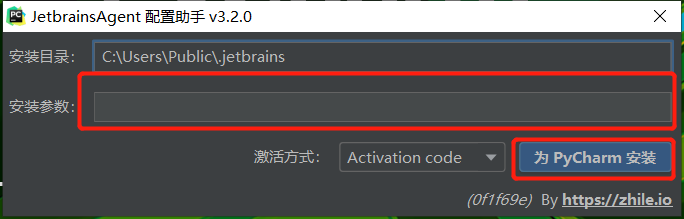 PC
JetbrainsAgent 配置助手 v3.2.0
安装目录： C:\Users\Public\.jetbrains
安装参数：
激活方式： Activation code 为 PyCharm 安装
(0f1f69e) By https://zhile.io